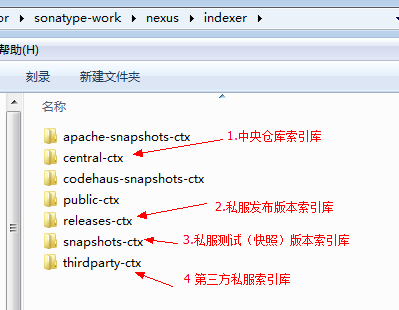 or ▸ sonatype-work ▸ nexus ▸ indexer ▸
帮助(H)
刻录 新建文件夹
名称
apache-snapshots-ctx
1.中央仓库索引库
central-ctx
codehaus-snapshots-ctx
public-ctx
2.私服发布版本索引库
releases-ctx
snapshots-ctx
3.私服测试（快照）版本索引库
thirdparty-ctx
4 第三方私服索引库